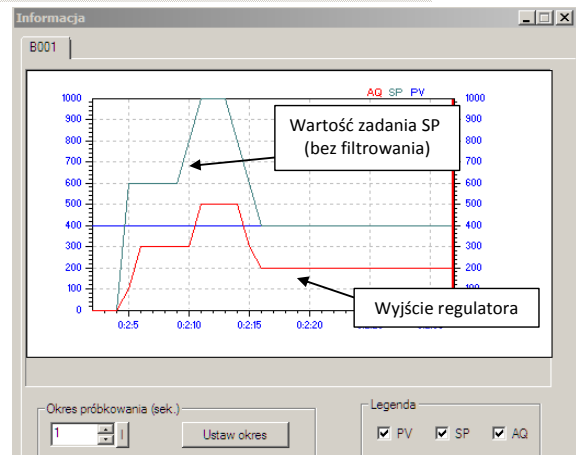 Informacja
B001
AQ SP PV
1000 1000
900 900
800 800
700 700
600 600
500 500
400 400
300 300
200 200
100 100
0 0
0:2:5 0:2:10 0:2:15 0:2:20
Wartość zadania SP
(bez filtrowania)
Wyjście regulatora
Okres próbkowania (sek.)
1
Ustaw okres
Legenda
PV SP AQ